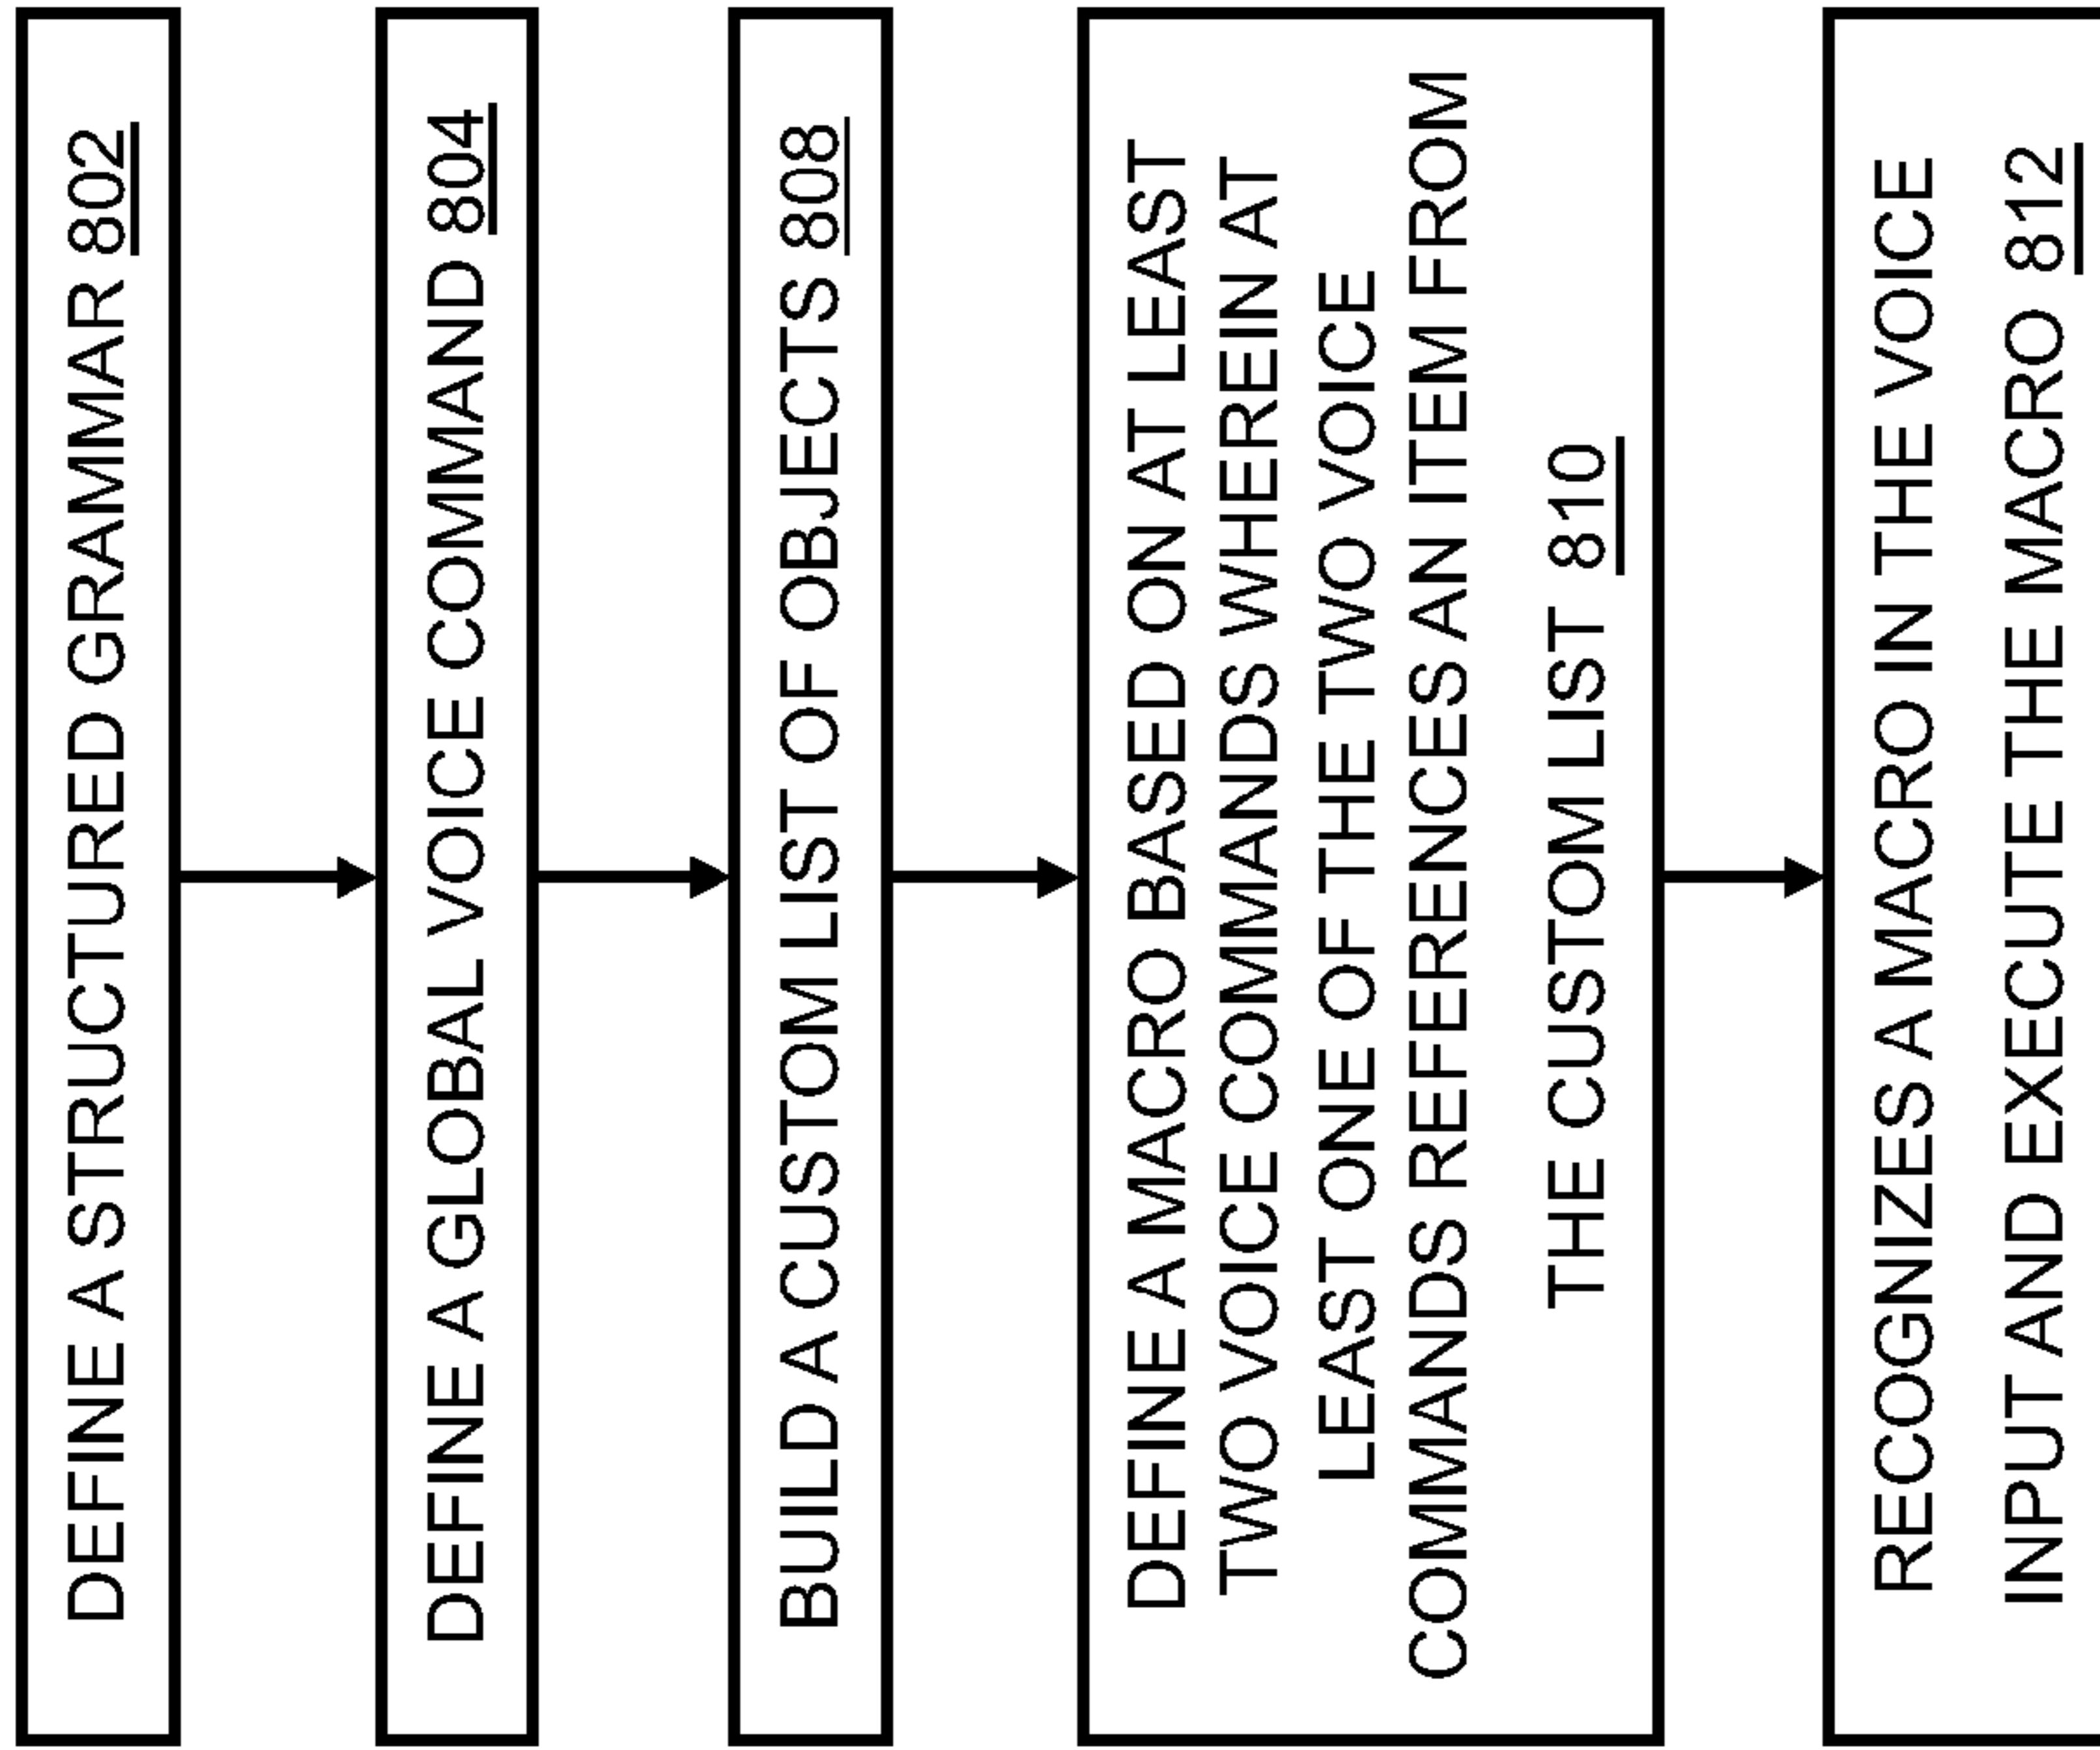 DEFINE A STRUCTURED GRAMMAR 802
DEFINE A GLOBAL VOICE COMMAND 804
BUILD A CUSTOM LIST OF OBJECTS 808
DEFINE A MACRO BASED ON AT LEAST
TWO VOICE COMMANDS WHEREIN AT
LEAST ONE OF THE TWO VOICE
COMMANDS REFERENCES AN ITEM FROM
THE CUSTOM LIST 810
RECOGNIZES A MACRO IN THE VOICE
INPUT AND EXECUTE THE MACRO 812